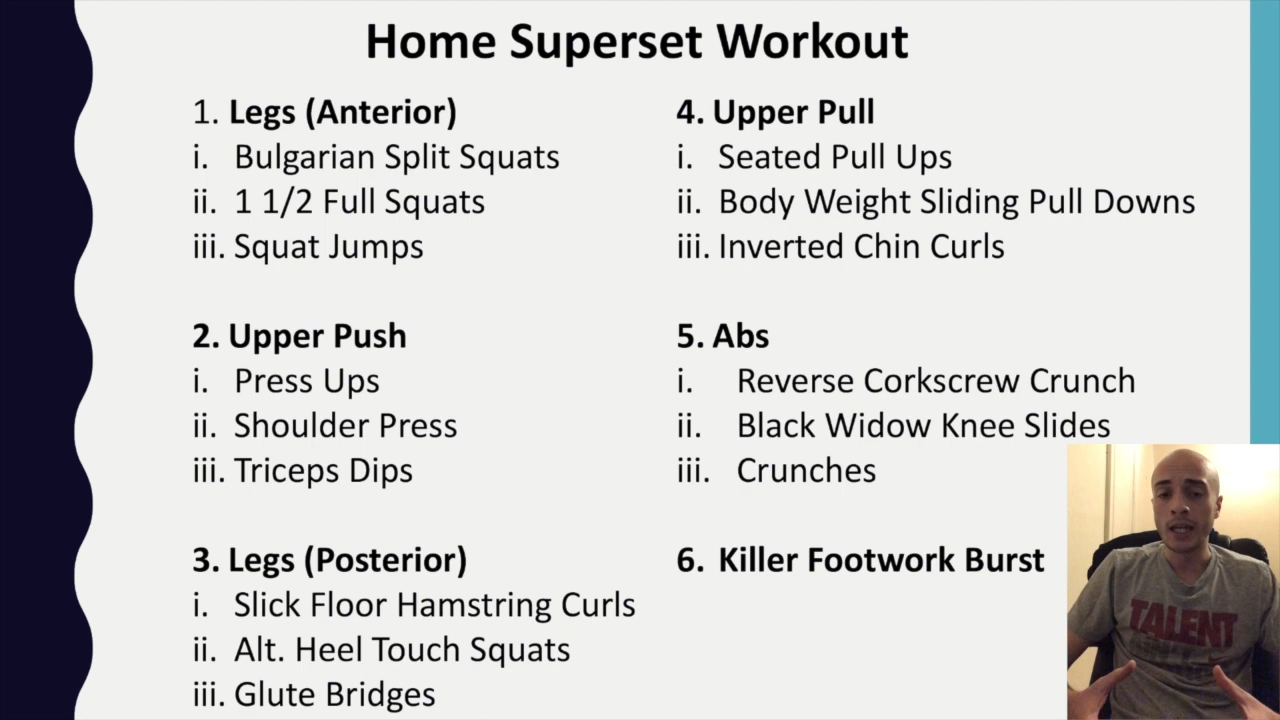 Home Superset Workout
1. Legs (Anterior)
i. Bulgarian Split Squats
ii. 1 1/2 Full Squats
iii. Squat Jumps
2. Upper Push
i. Press Ups
ii. Shoulder Press
iii. Triceps Dips
3. Legs (Posterior)
i. Slick Floor Hamstring Curls
ii. Alt. Heel Touch Squats
iii. Glute Bridges
4. Upper Pull
i. Seated Pull Ups
ii. Body Weight Sliding Pull Downs
iii. Inverted Chin Curls
5. Abs
i. Reverse Corkscrew Crunch
ii. Black Widow Knee Slides
iii. Crunches
6. Killer Footwork Burst
TALENT